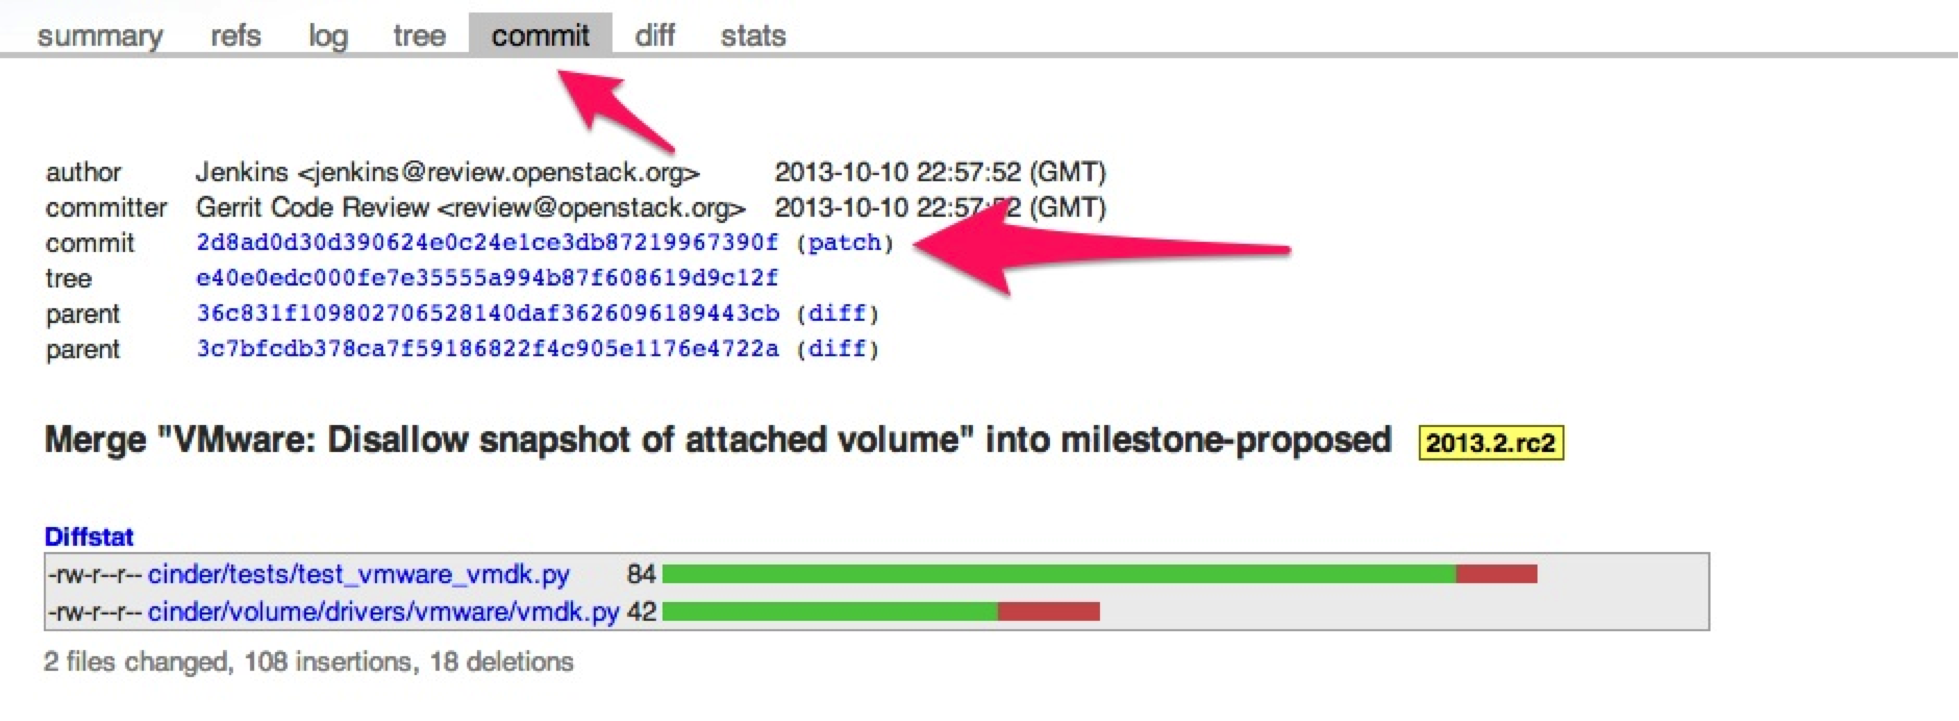 summary refs log tree commit diff stats
author Jenkins <jenkins@review.openstack.org> 2013-10-10 22:57:52 (GMT)
committer Gerrit Code Review <review@openstack.org> 2013-10-10 22:57:52 (GMT)
commit 2d8ad0d30d390624e0c24e1ce3db87219967390f (patch)
tree e40e0edc000fe7e35555a994b87f608619d9c12f
parent 36c831f109802706528140daf3626096189443cb (diff)
parent 3c7bfcdb378ca7f59186822f4c905e1176e4722a (diff)
Merge "VMware: Disallow snapshot of attached volume" into milestone-proposed 2013.2.rc2
Diffstat
-rw-r--r-- cinder/tests/test_vmware_vmdk.py 84
-rw-r--r-- cinder/volume/drivers/vmware/vmdk.py 42
2 files changed, 108 insertions, 18 deletions